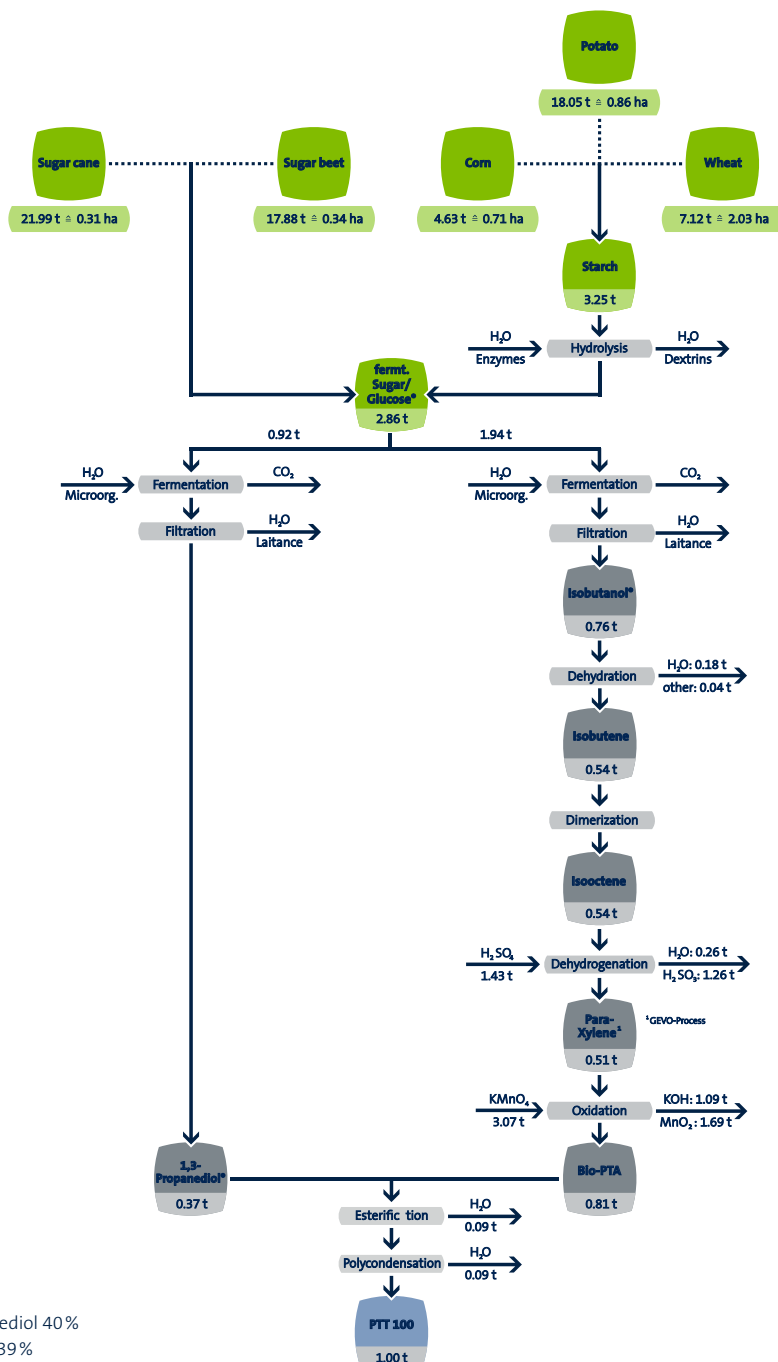 Potato
18.05 t ≙ 0.86 ha
Sugar cane
Sugar beet
Corn
Wheat
21.99 t ≙ 0.31 ha
17.88 t ≙ 0.34 ha
4.63 t ≙ 0.71 ha
7.12 t ≙ 2.03 ha
Starch
3.25 t
H₂O
Enzymes
Hydrolysis
H₂O
Dextrins
fermt.
Sugar/
Glucose*
2.86 t
0.92 t
1.94 t
H₂O
Microorg.
Fermentation
CO₂
H₂O
Microorg.
Fermentation
CO₂
Filtration
H₂O
Laitance
Filtration
H₂O
Laitance
Isobutanol*
0.76 t
Dehydration
H₂O: 0.18 t
other: 0.04 t
Isobutene
0.54 t
Dimerization
Isooctene
0.54 t
H₂SO₄
1.43 t
Dehydrogenation
H₂O: 0.26 t
H₂SO₃: 1.26 t
Para-
Xylene¹
0.51 t
¹GEVO-Process
KMnO₄
3.07 t
Oxidation
KOH: 1.09 t
MnO₂: 1.69 t
1,3-
Propanediol*
0.37 t
Bio-PTA
0.81 t
Esterific tion
H₂O
0.09 t
Polycondensation
H₂O
0.09 t
PTT 100
1.00 t
ediol 40 %
39 %